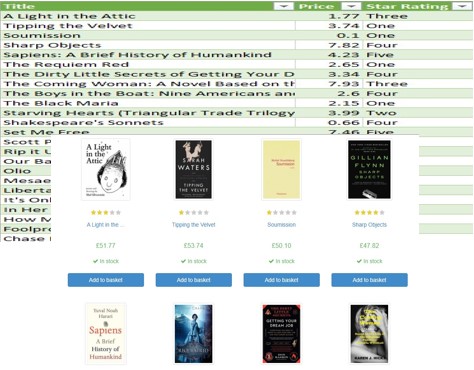 Title Price Star Rating
A Light in the Attic 1.77 Three
Tipping the Velvet 3.74 One
Soumission 0.1 One
Sharp Objects 7.82 Four
Sapiens: A Brief History of Humankind 4.23 Five
The Requiem Red 2.65 One
The Dirty Little Secrets of Getting Your D 3.34 Four
The Coming Woman: A Novel Based on th 7.93 Three
The Boys in the Boat: Nine Americans an 2.6 Four
The Black Maria 2.15 One
Starving Hearts (Triangular Trade Trilogy 3.99 Two
Shakespeare's Sonnets 0.66 Four
Set Me Free 7.46 Five
Scott P
Rip it U
Our Ba
Olio
Mesae
Liberta
It's Onl
In Her
How M
Foolpro
Chase
A Light
in the
Attic
SARAH
WATERS
TIPPING
THE VELVET
Soumission
GILLIAN
FLYNN
SHARP
OBJECTS
A Light in the... Tipping the Velvet Soumission Sharp Objects
£51.77 £53.74 £50.10 £47.82
In stock In stock In stock In stock
Add to basket Add to basket Add to basket Add to basket
Yuval Noah
Harari
Sapiens
A Brief
History of
Humankind
GETTING YOUR
DREAM JOB